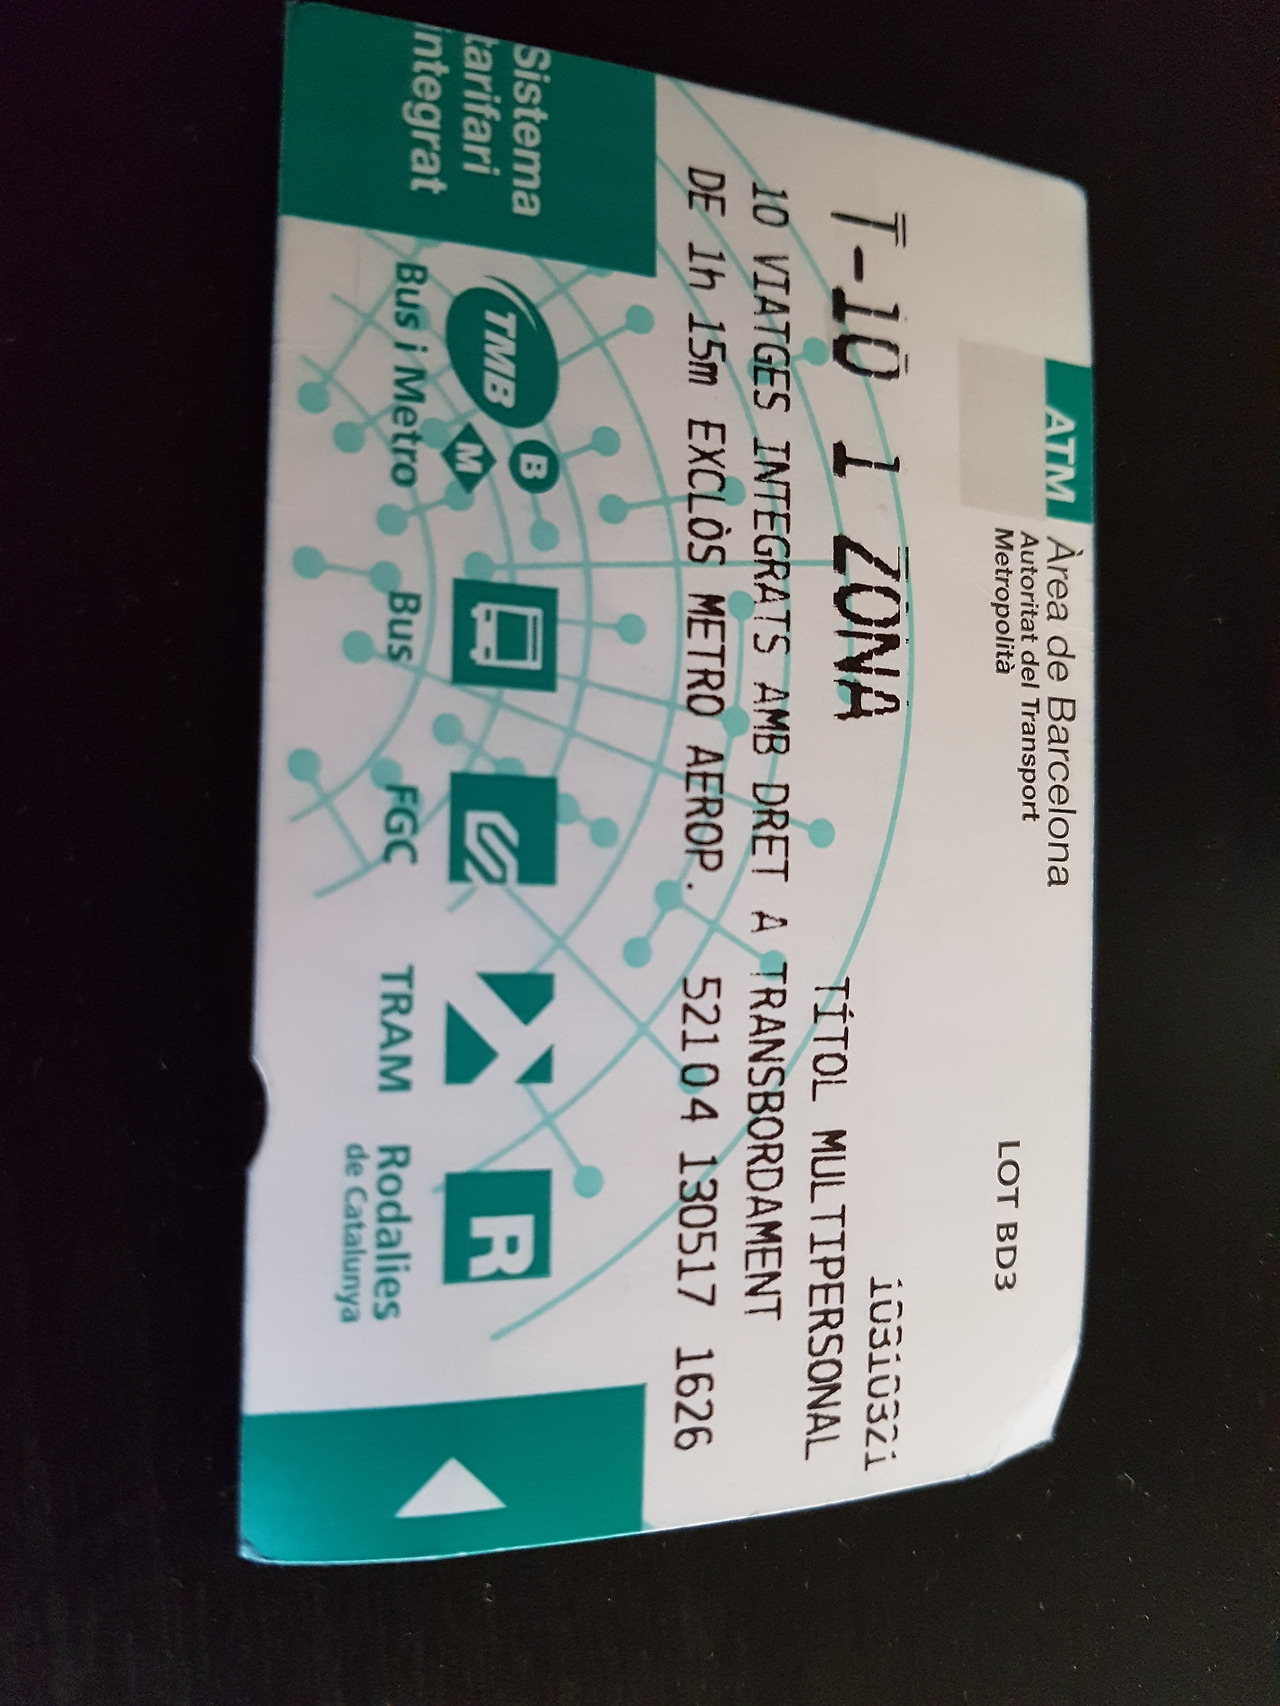 ATM Àrea de Barcelona
Autoritat del Transport
Metropolità
LOT BD3
10310321
T-10 1 ZONA
TÍTOL MULTIPERSONAL
10 VIATGES INTEGRATS AMB DRET A TRANSBORDAMENT
DE 1h 15m EXCLÒS METRO AEROP. 52104 130517 1626
Sistema
tarifari
integrat
TMB B M
R
Bus i Metro
Bus
FGC
TRAM
Rodalies
de Catalunya